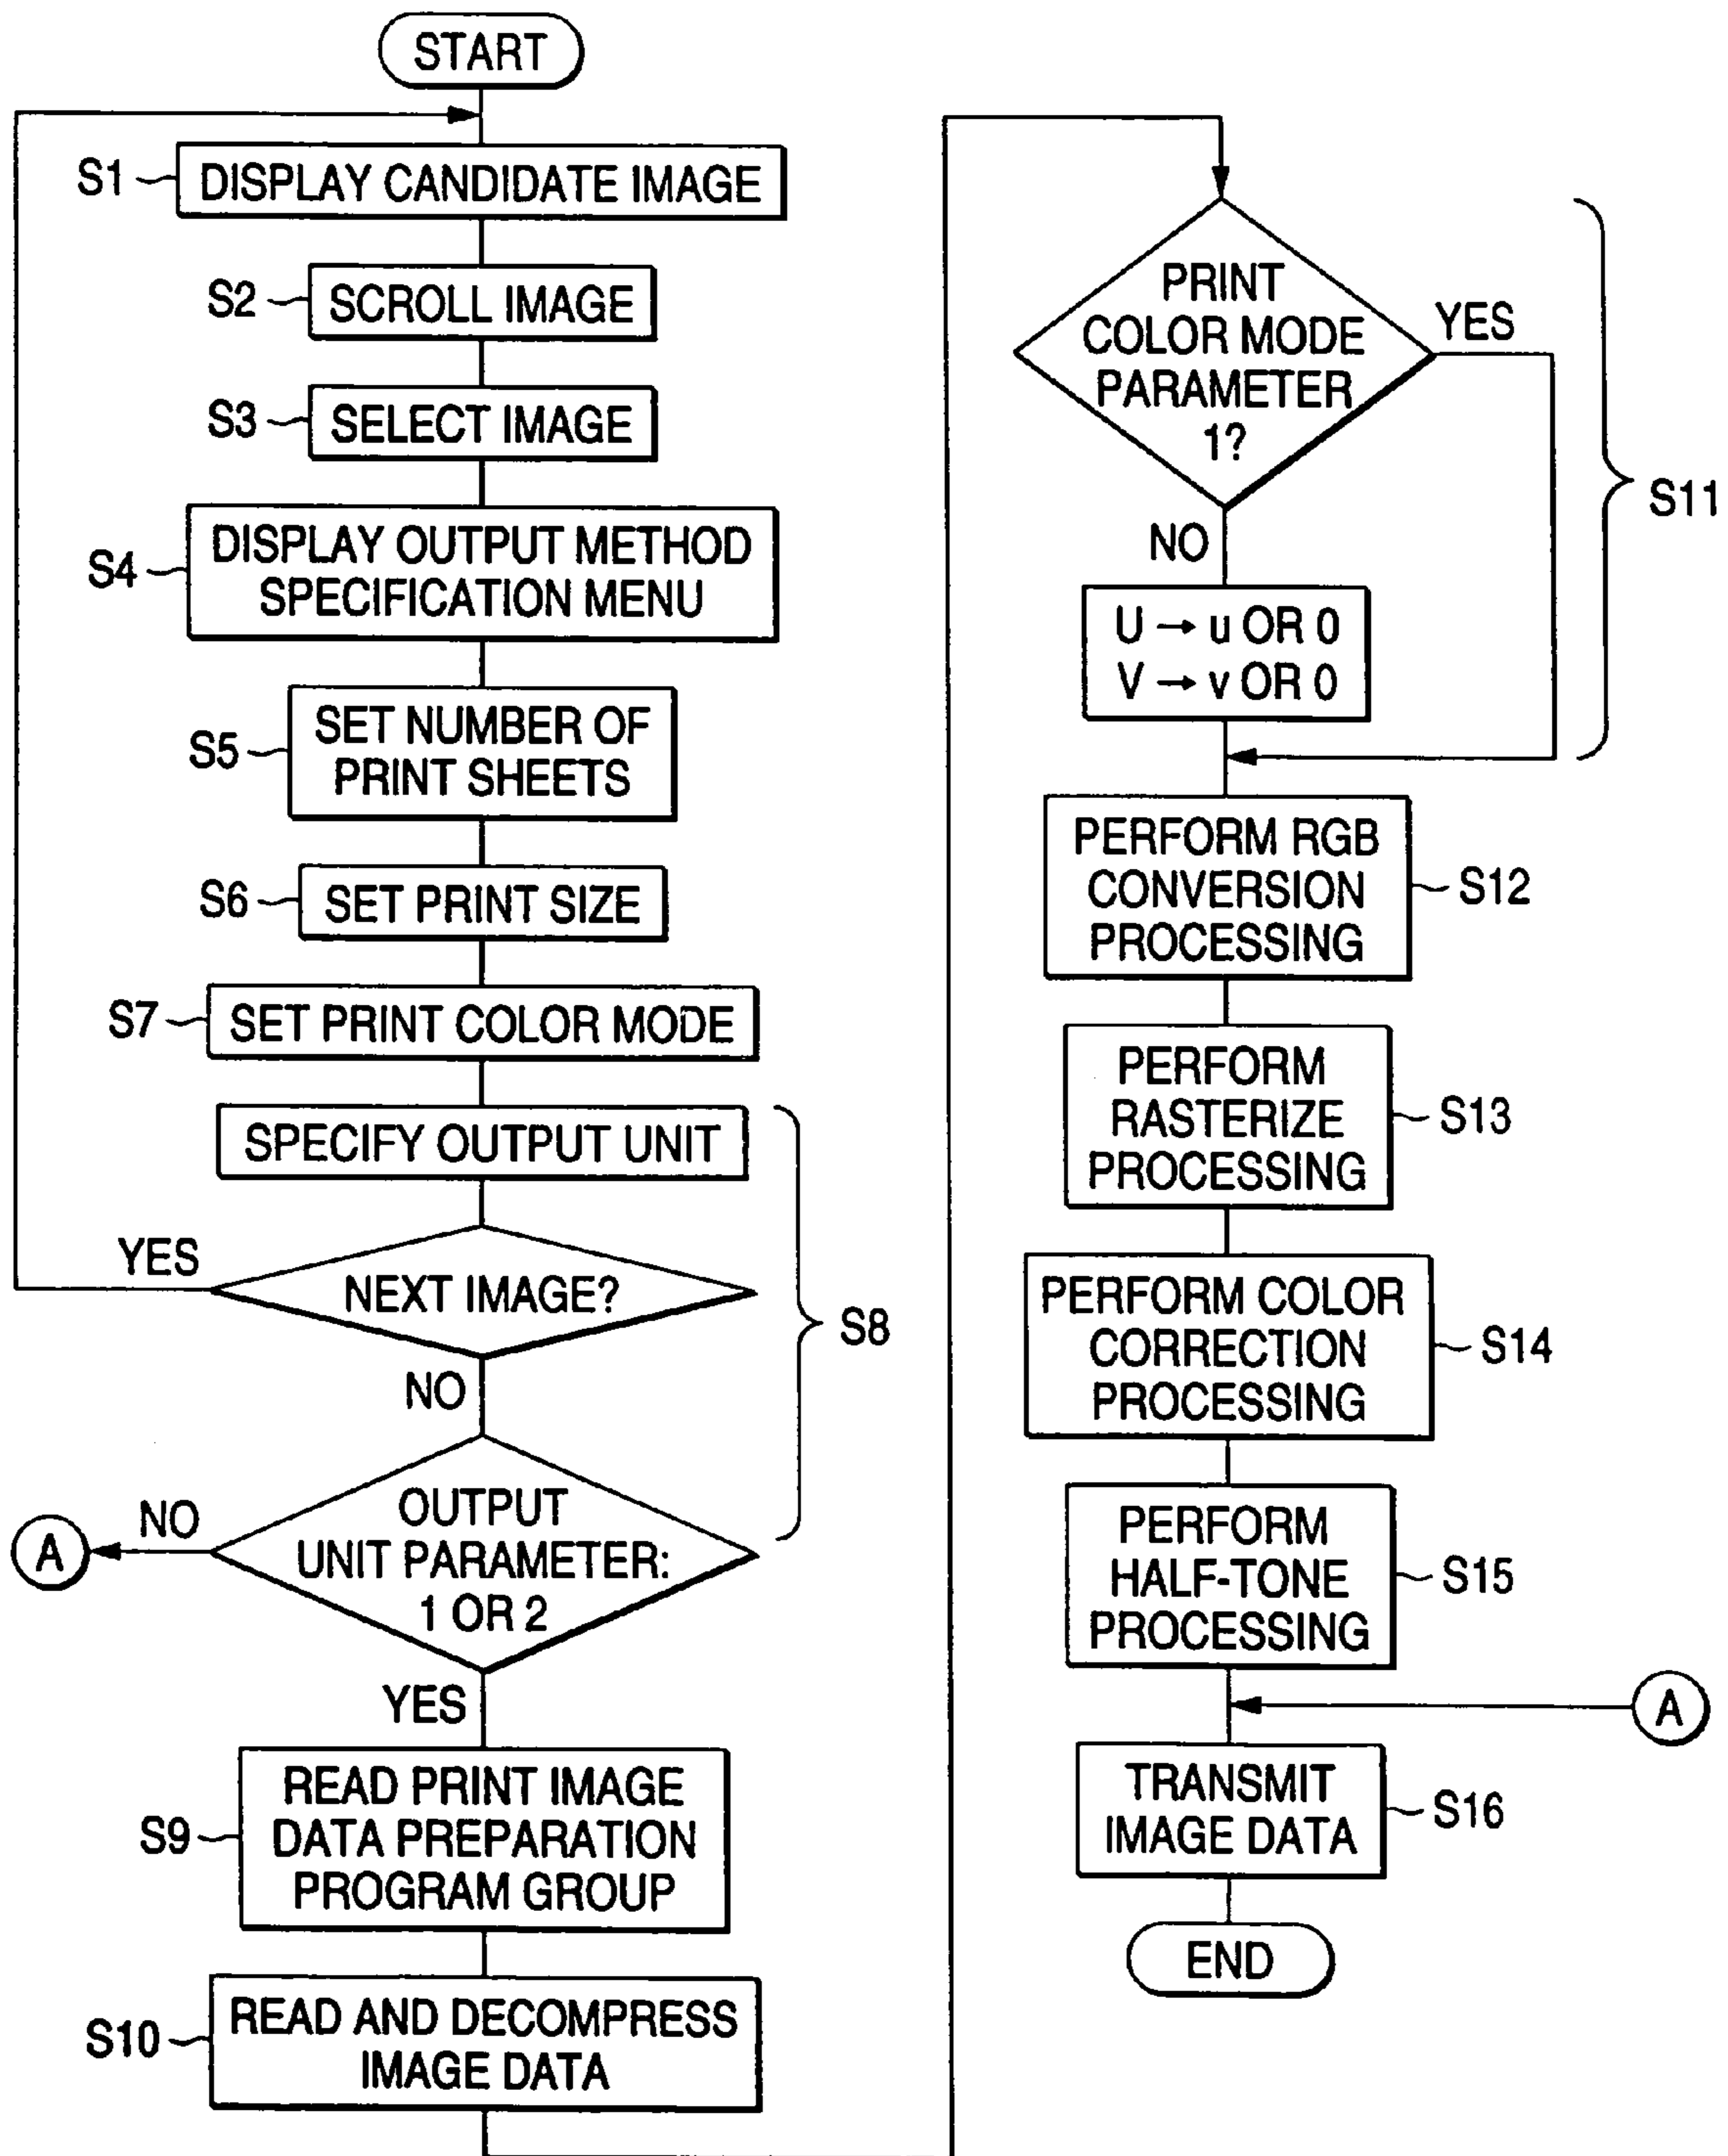 START
S1
DISPLAY CANDIDATE IMAGE
S2
SCROLL IMAGE
S3
SELECT IMAGE
S4
DISPLAY OUTPUT METHOD
SPECIFICATION MENU
S5
SET NUMBER OF
PRINT SHEETS
S6
SET PRINT SIZE
S7
SET PRINT COLOR MODE
SPECIFY OUTPUT UNIT
YES
NEXT IMAGE?
S8
NO
OUTPUT
UNIT PARAMETER:
1 OR 2
NO
A
YES
S9
READ PRINT IMAGE
DATA PREPARATION
PROGRAM GROUP
S10
READ AND DECOMPRESS
IMAGE DATA
PRINT
COLOR MODE
PARAMETER
1?
YES
S11
NO
U → u OR 0
V → v OR 0
PERFORM RGB
CONVERSION
PROCESSING
S12
PERFORM
RASTERIZE
PROCESSING
S13
PERFORM COLOR
CORRECTION
PROCESSING
S14
PERFORM
HALF-TONE
PROCESSING
S15
A
TRANSMIT
IMAGE DATA
S16
END